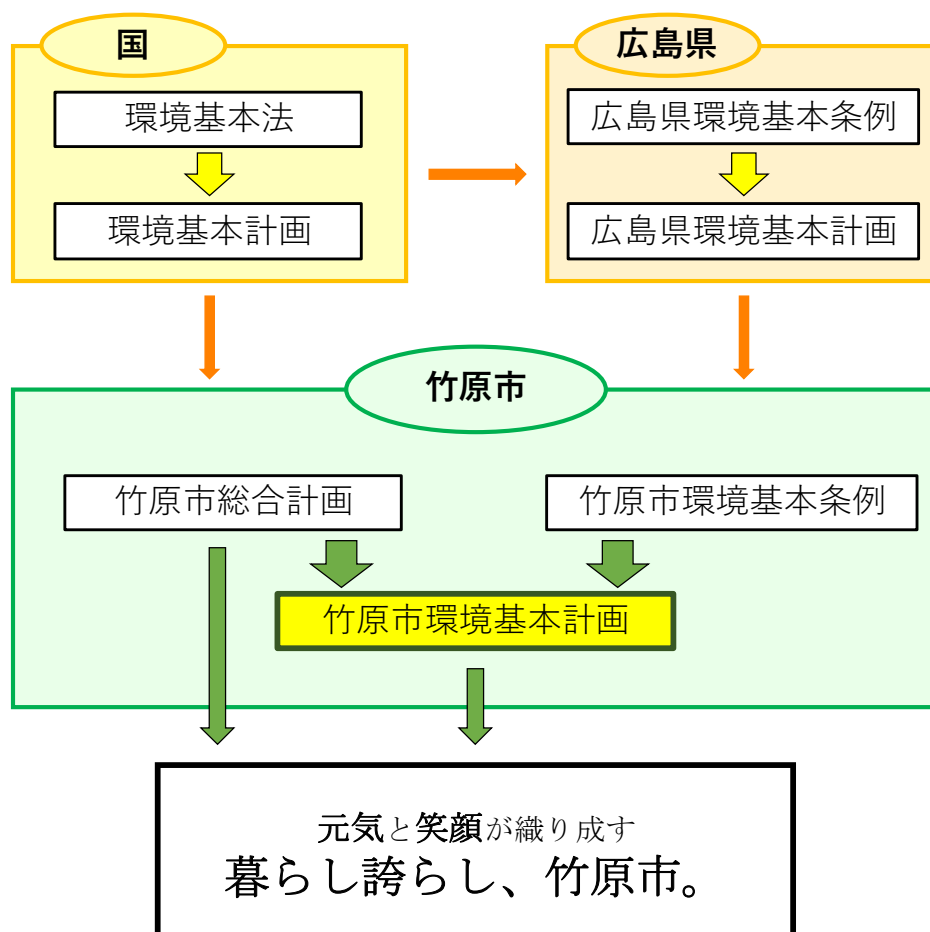 国
環境基本法
環境基本計画
広島県
広島県環境基本条例
広島県環境基本計画
竹原市
竹原市総合計画
竹原市環境基本条例
竹原市環境基本計画
元気と笑顔が織り成す
暮らし誇らし、竹原市。